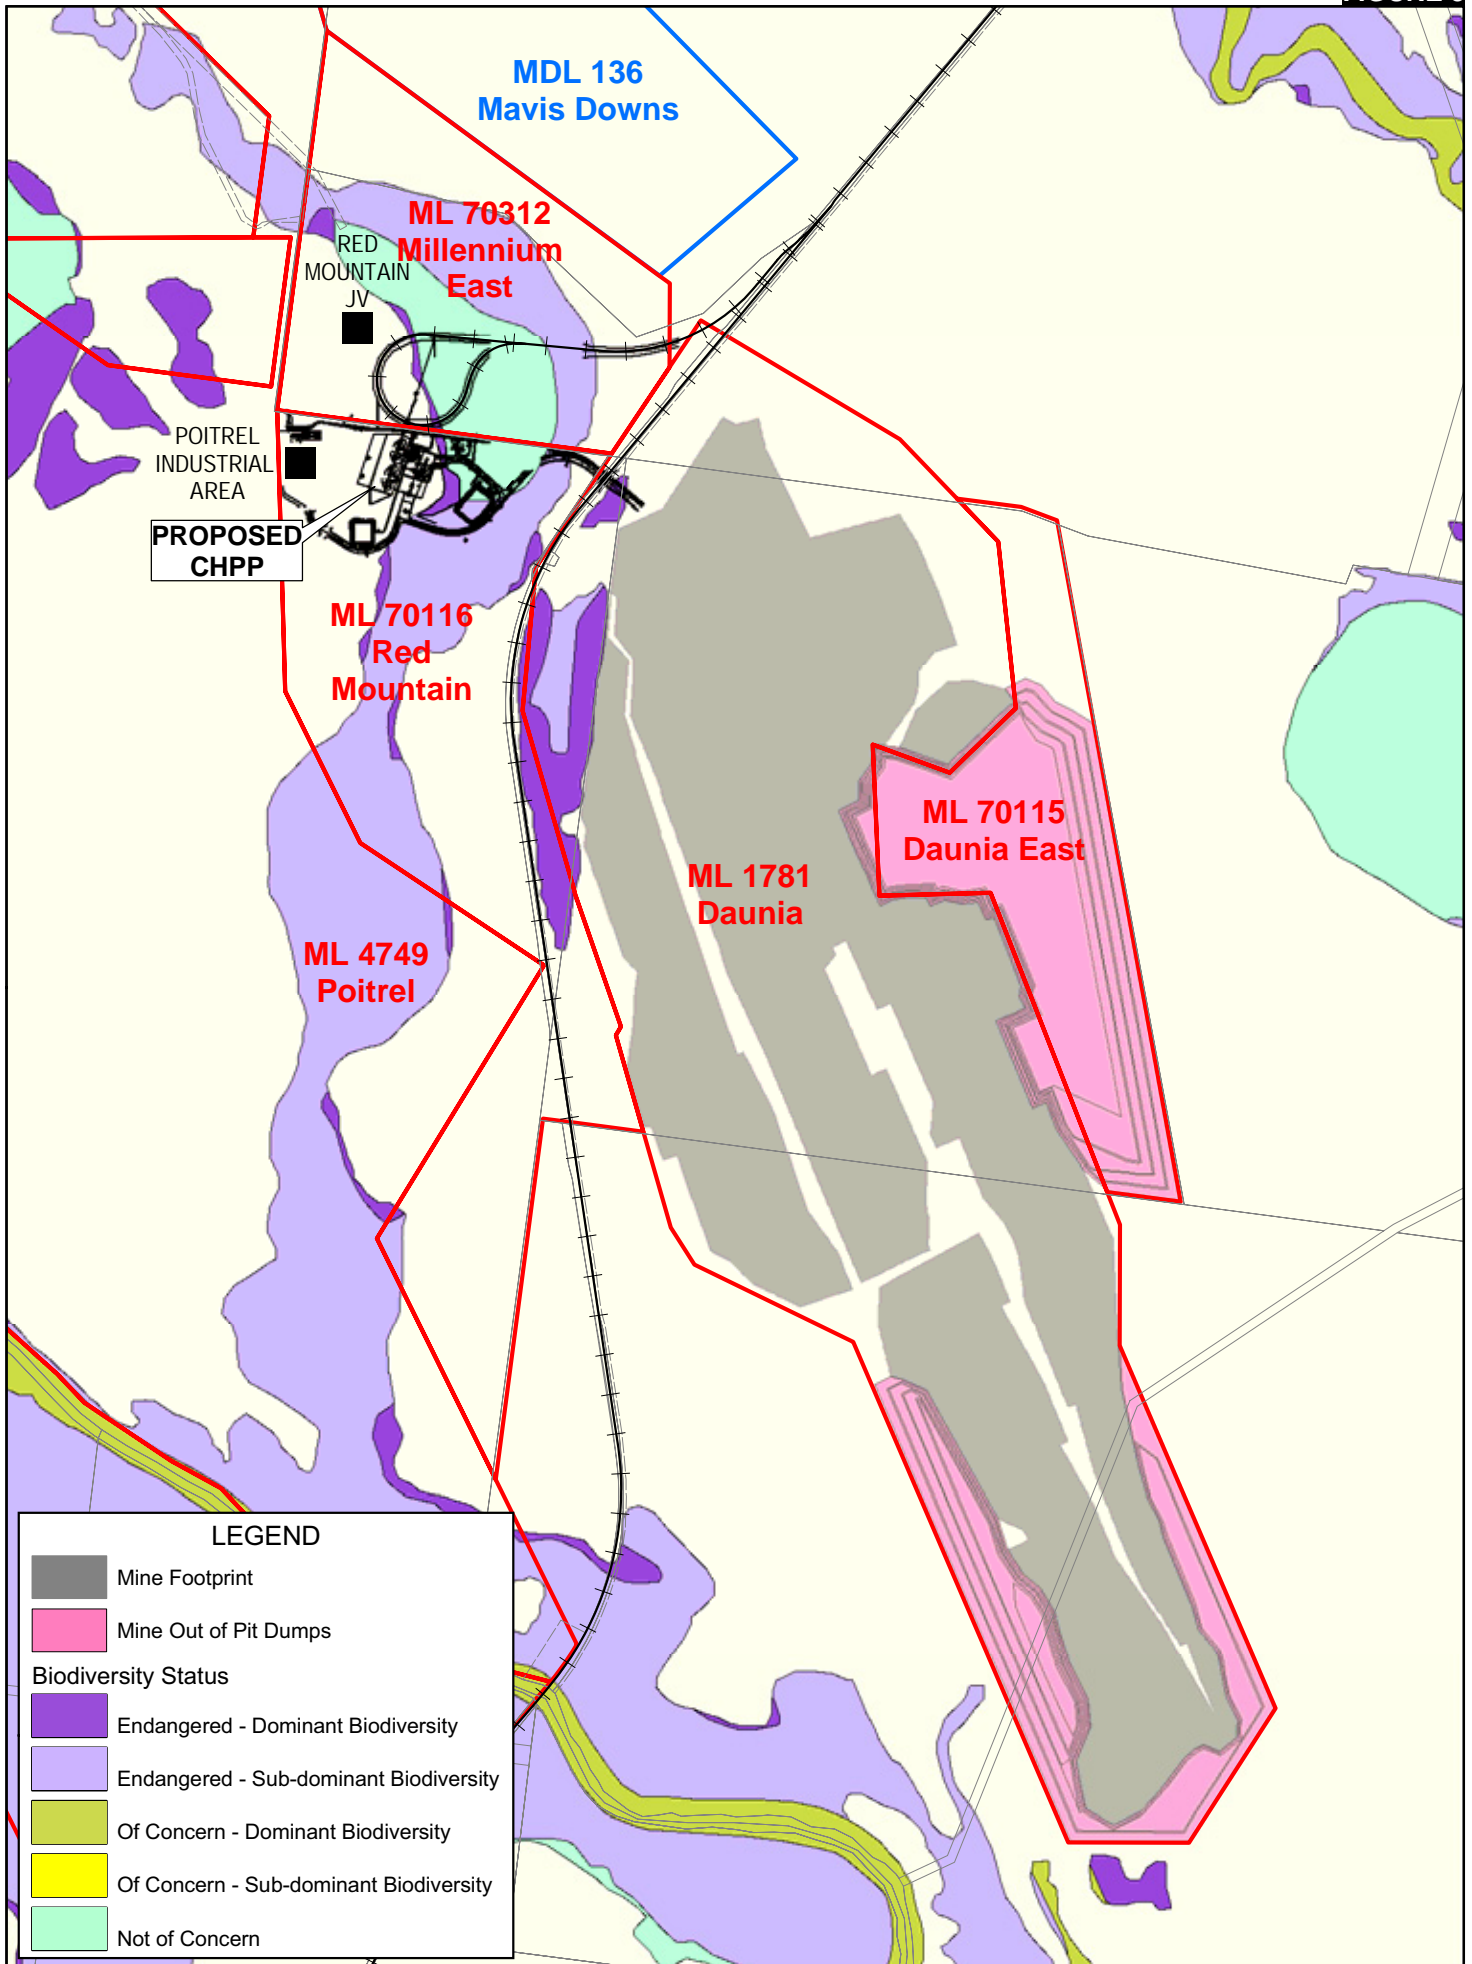 MDL 136
Mavis Downs
ML 70312
Millennium
East
RED
MOUNTAIN
JV
POITREL
INDUSTRIAL
AREA
PROPOSED
CHPP
ML 70116
Red
Mountain
ML 70115
Daunia East
ML 1781
Daunia
ML 4749
Poitrel
LEGEND
Mine Footprint
Mine Out of Pit Dumps
Biodiversity Status
Endangered - Dominant Biodiversity
Endangered - Sub-dominant Biodiversity
Of Concern - Dominant Biodiversity
Of Concern - Sub-dominant Biodiversity
Not of Concern